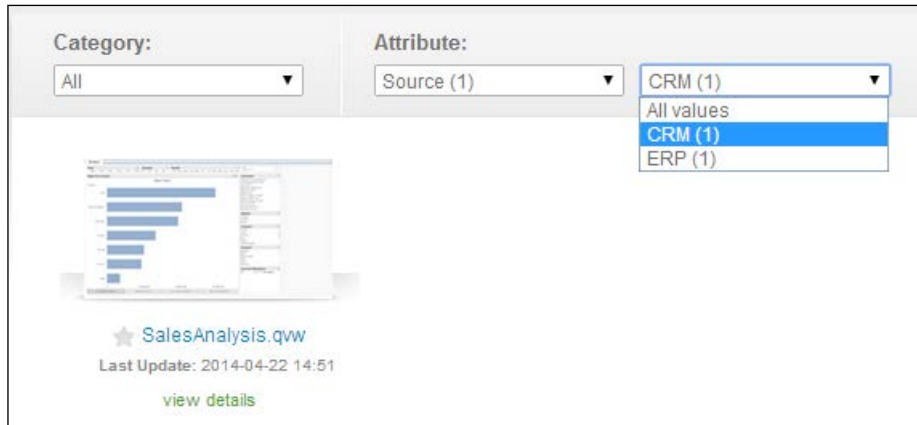 Category:
Attribute:
All
Source (1)
CRM (1)
All values
CRM (1)
ERP (1)
SalesAnalysis.qvw
Last Update: 2014-04-22 14:51
view details